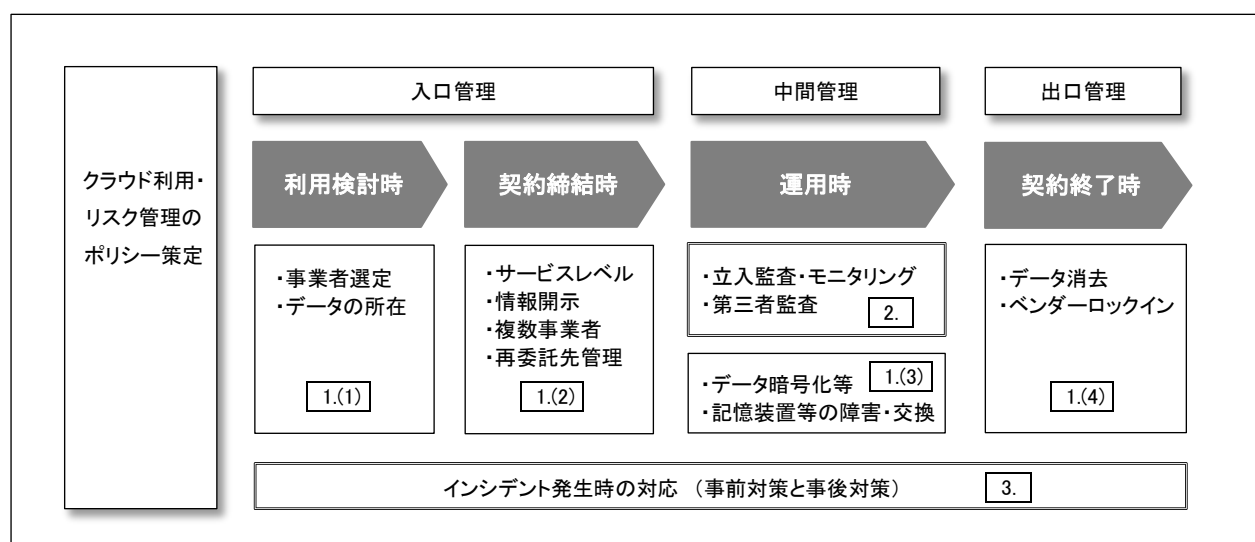 クラウド利用・
リスク管理の
ポリシー策定
入口管理
中間管理
出口管理
利用検討時
契約締結時
運用時
契約終了時
・事業者選定
・データの所在
1.(1)
・サービスレベル
・情報開示
・複数事業者
・再委託先管理
1.(2)
・立入監査・モニタリング
・第三者監査
2.
・データ暗号化等
1.(3)
・記憶装置等の障害・交換
・データ消去
・ベンダーロックイン
1.(4)
インシデント発生時の対応 （事前対策と事後対策）
3.